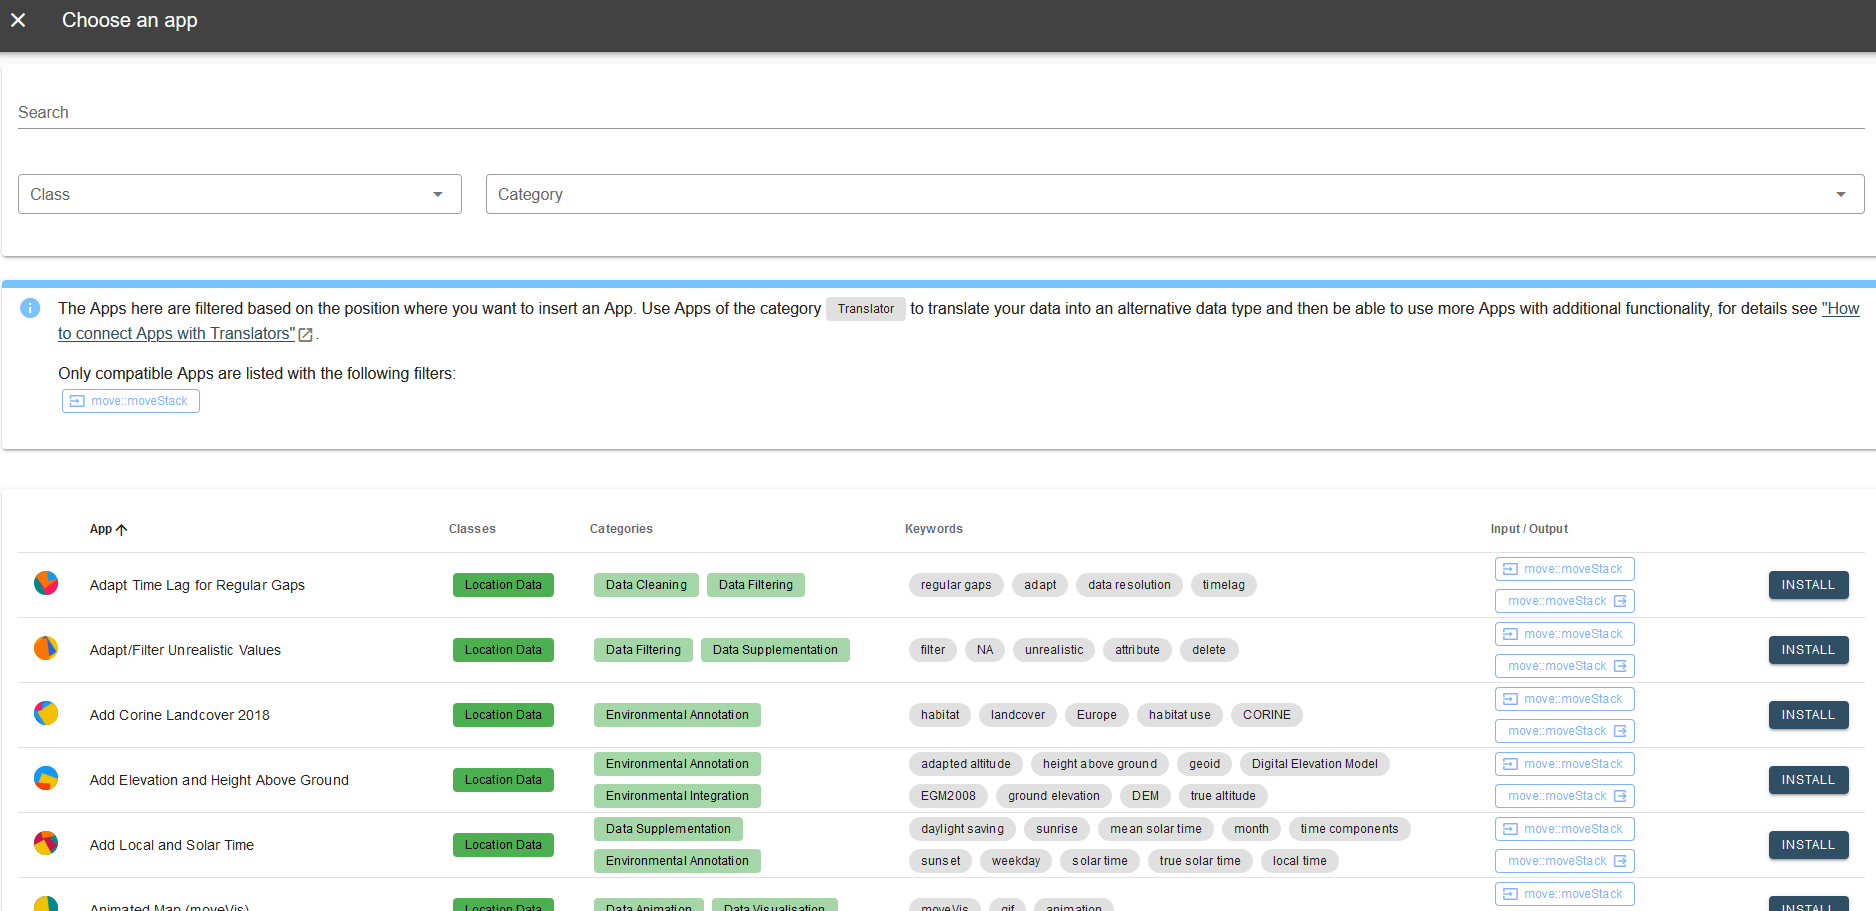 Choose an app
Search
Class
Category
The Apps here are filtered based on the position where you want to insert an App. Use Apps of the category Translator to translate your data into an alternative data type and then be able to use more Apps with additional functionality, for details see "How
to connect Apps with Translators" .
Only compatible Apps are listed with the following filters:
move::moveStack
App Classes Categories Keywords Input / Output
Adapt Time Lag for Regular Gaps Location Data Data Cleaning Data Filtering regular gaps adapt data resolution timelag move::moveStack INSTALL
move::moveStack
Adapt/Filter Unrealistic Values Location Data Data Filtering Data Supplementation filter NA unrealistic attribute delete move::moveStack INSTALL
move::moveStack
Add Corine Landcover 2018 Location Data Environmental Annotation habitat landcover Europe habitat use CORINE move::moveStack INSTALL
move::moveStack
Environmental Annotation adapted altitude height above ground geoid Digital Elevation Model move::moveStack
Add Elevation and Height Above Ground Location Data INSTALL
Environmental Integration EGM2008 ground elevation DEM true altitude move::moveStack
Data Supplementation daylight saving sunrise mean solar time month time components move::moveStack
Add Local and Solar Time Location Data INSTALL
Environmental Annotation sunset weekday solar time true solar time local time move::moveStack
move::moveStack
Animated Map (moveVis) Location Data Data Animation Data Visualisation moveVis gif animation INSTALL